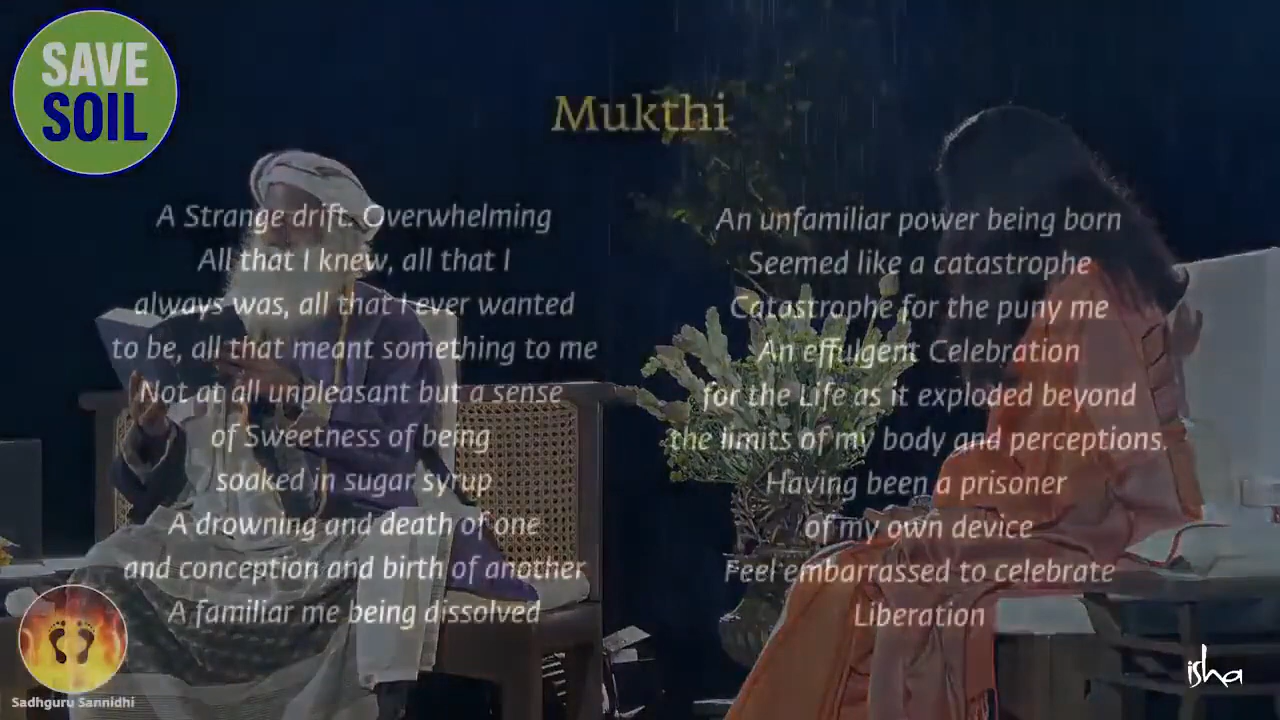 SAVE
SOIL
Mukthi
A Strange drift. Overwhelming
All that I knew, all that I
always was, all that I ever wanted
to be, all that meant something to me
Not at all unpleasant but a sense
of Sweetness of being
soaked in sugar syrup
A drowning and death of one
and conception and birth of another
A familiar me being dissolved
An unfamiliar power being born
Seemed like a catastrophe
Catastrophe for the puny me
An effulgent Celebration
for the Life as it exploded beyond
the limits of my body and perceptions.
Having been a prisoner
of my own device
Feel embarrassed to celebrate
Liberation
Sadhguru Sannidhi
isha